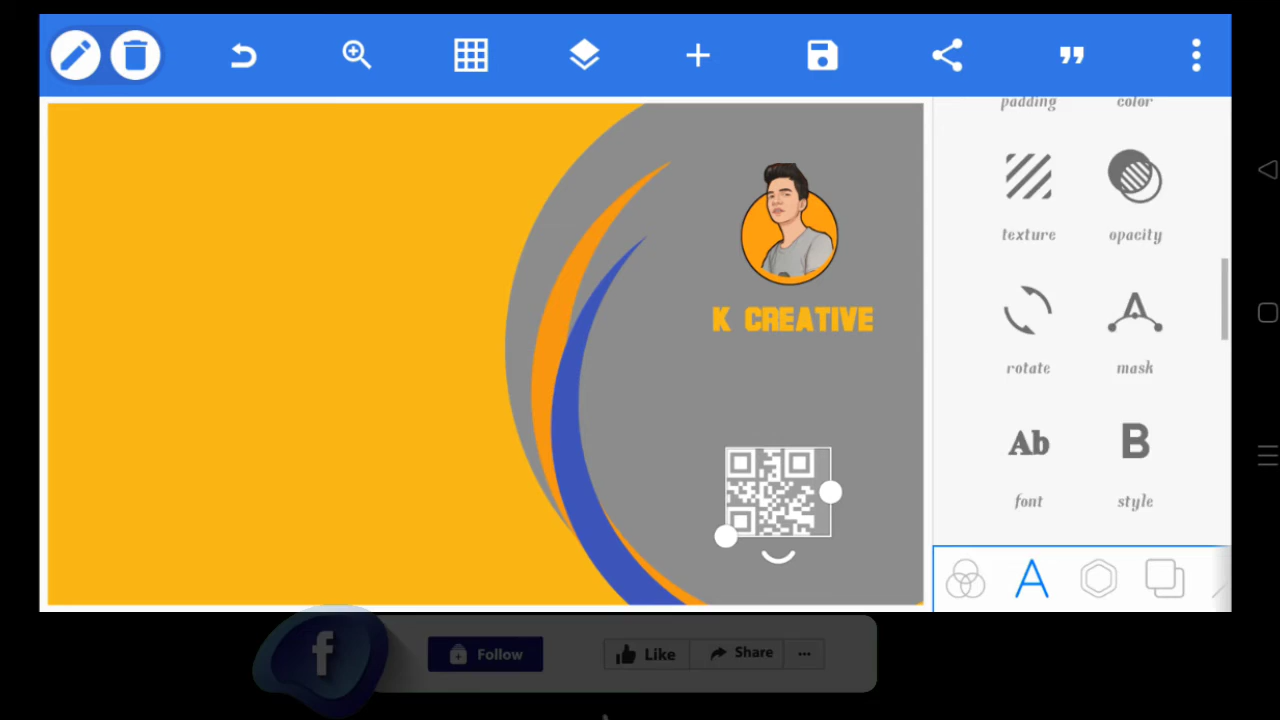 padding color
texture opacity
K CREATIVE
rotate mask
Ab B
font style
A
f Follow Like Share ...